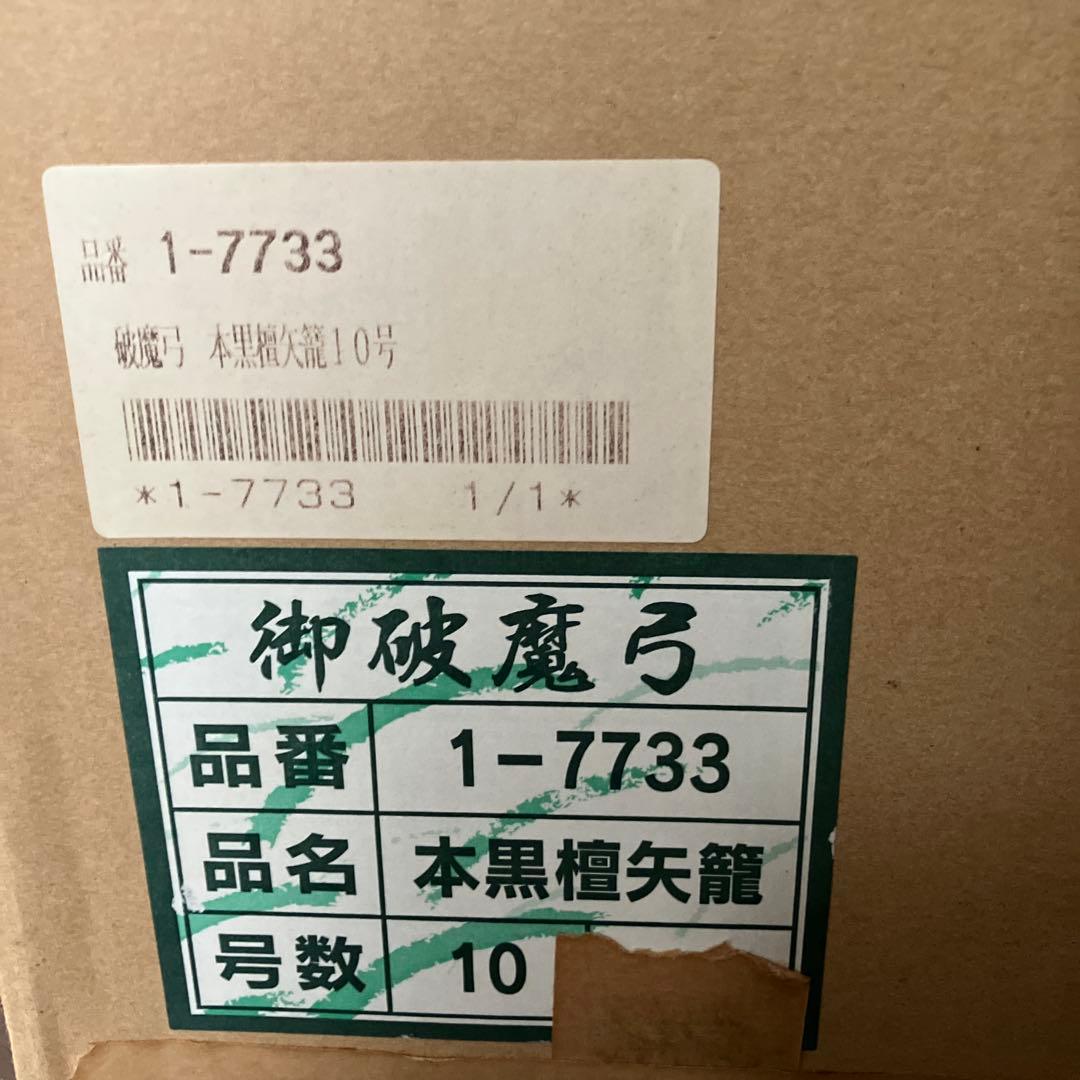 品番 1-7733
破魔弓 本黒檀矢籠10号
*1-7733 1/1*
御破魔弓
品番 1-7733
品名 本黒檀矢籠
号数 10